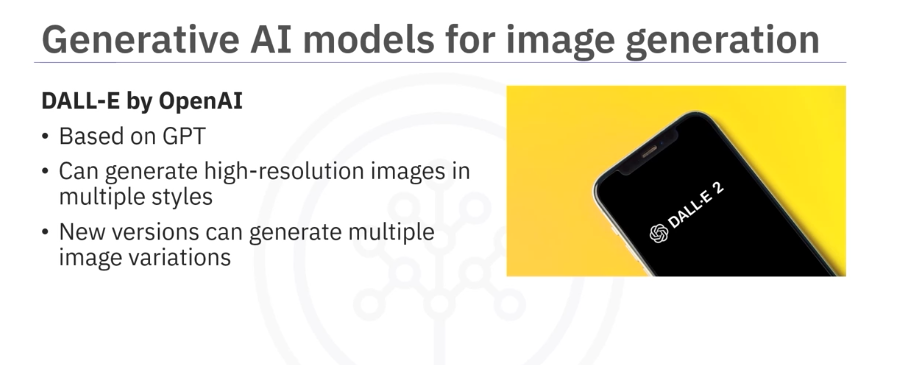 Generative AI models for image generation
DALL-E by OpenAI
• Based on GPT
• Can generate high-resolution images in
multiple styles
• New versions can generate multiple
image variations
DALL·E 2